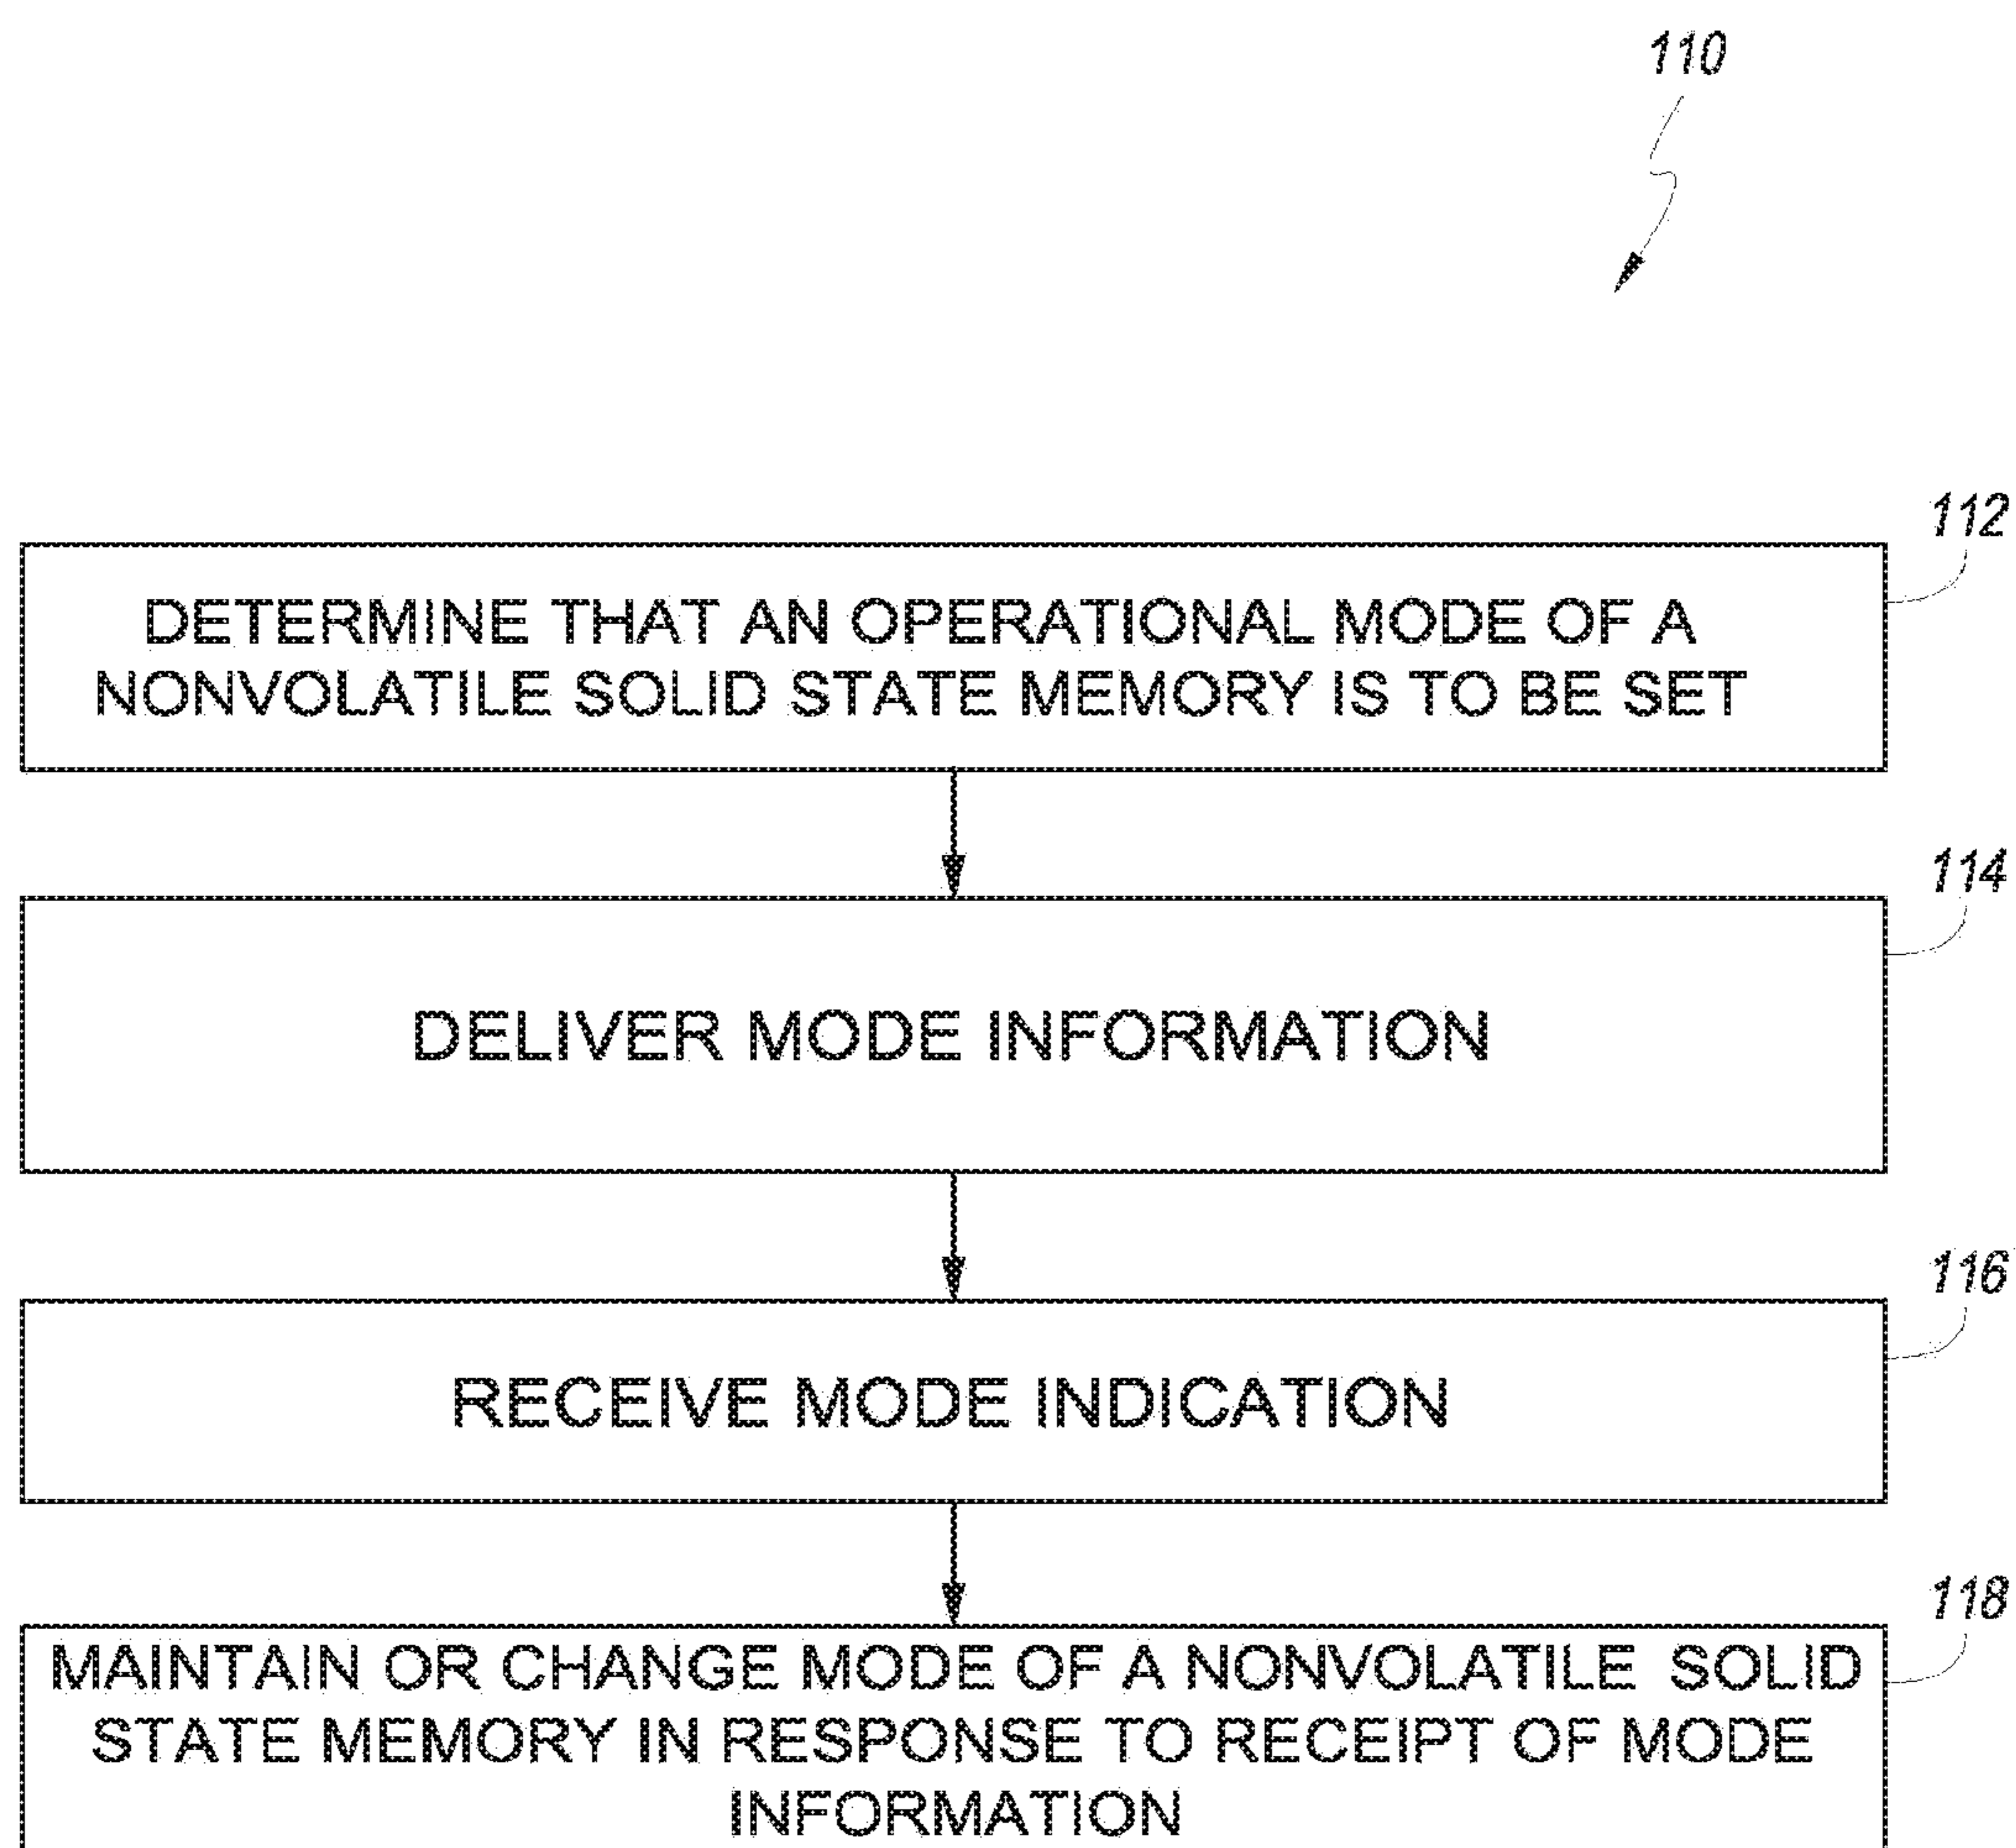 110
112
DETERMINE THAT AN OPERATIONAL MODE OF A
NONVOLATILE SOLID STATE MEMORY IS TO BE SET
114
DELIVER MODE INFORMATION
116
RECEIVE MODE INDICATION
118
MAINTAIN OR CHANGE MODE OF A NONVOLATILE SOLID
STATE MEMORY IN RESPONSE TO RECEIPT OF MODE
INFORMATION